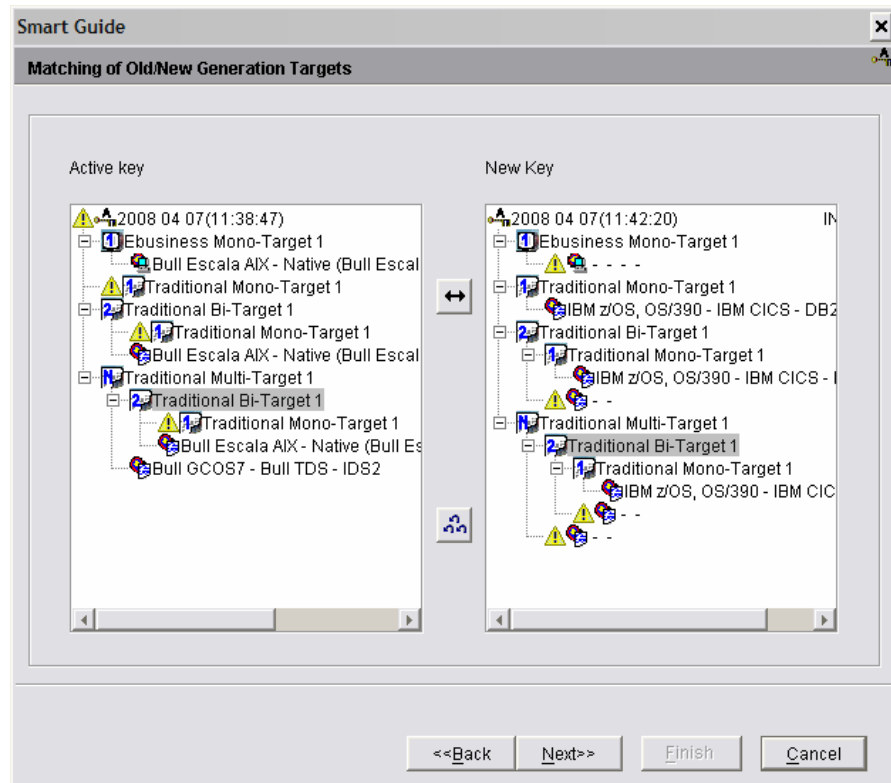 Smart Guide
Matching of Old/New Generation Targets
Active key
2008 04 07(11:38:47)
Ebusiness Mono-Target 1
Bull Escala AIX - Native (Bull Escal
Traditional Mono-Target 1
Traditional Bi-Target 1
Traditional Mono-Target 1
Bull Escala AIX - Native (Bull Escal
Traditional Multi-Target 1
Traditional Bi-Target 1
Traditional Mono-Target 1
Bull Escala AIX - Native (Bull Es
Bull GCOS7 - Bull TDS - IDS2
New Key
2008 04 07(11:42:20) IN
Ebusiness Mono-Target 1
- - - -
Traditional Mono-Target 1
IBM z/OS, OS/390 - IBM CICS - DB2
Traditional Bi-Target 1
Traditional Mono-Target 1
IBM z/OS, OS/390 - IBM CICS - I
- -
Traditional Multi-Target 1
Traditional Bi-Target 1
Traditional Mono-Target 1
IBM z/OS, OS/390 - IBM CIC
- -
- -
<<Back
Next>>
Finish
Cancel